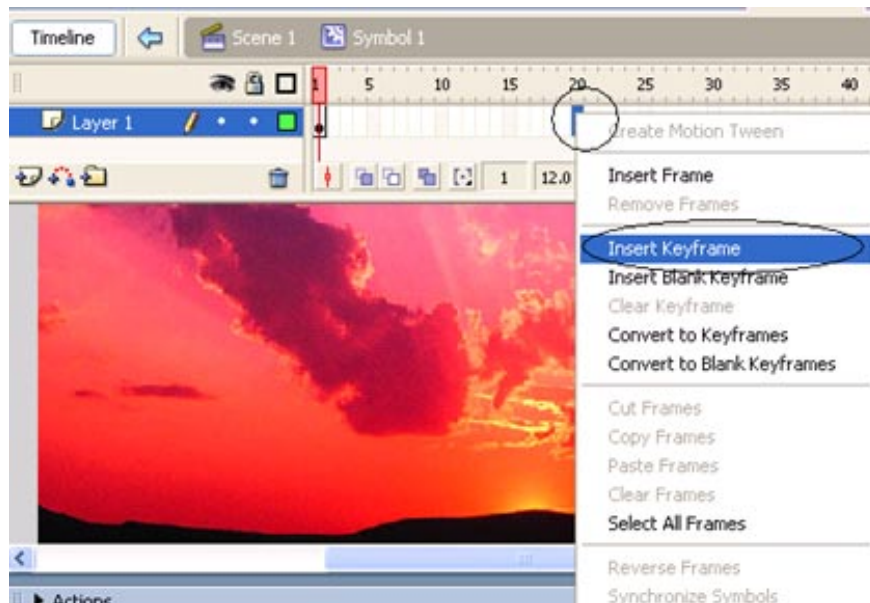 Timeline Scene 1 Symbol 1
1 5 10 15 20 25 30 35 40
Layer 1
Create Motion Tween
1 12.0
Insert Frame
Remove Frames
Insert Keyframe
Insert Blank Keyframe
Clear Keyframe
Convert to Keyframes
Convert to Blank Keyframes
Cut Frames
Copy Frames
Paste Frames
Clear Frames
Select All Frames
Reverse Frames
Synchronize Symbols
Actions